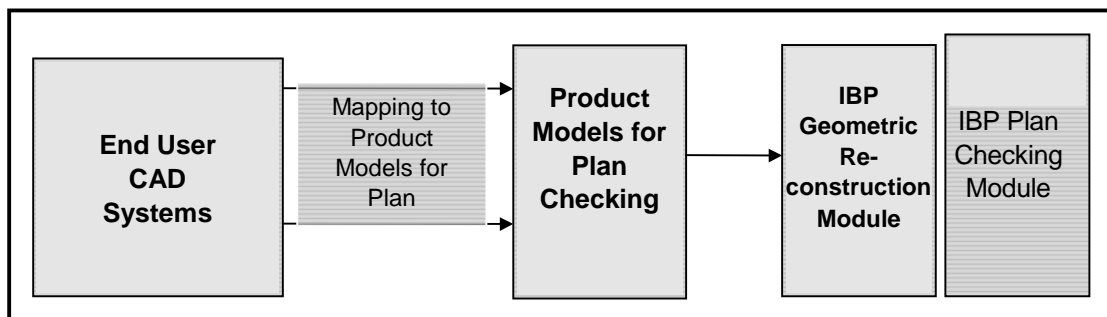 End User
CAD
Systems
Mapping to
Product
Models for
Plan
Product
Models for
Plan
Checking
IBP
Geometric
Re-
construction
Module
IBP Plan
Checking
Module